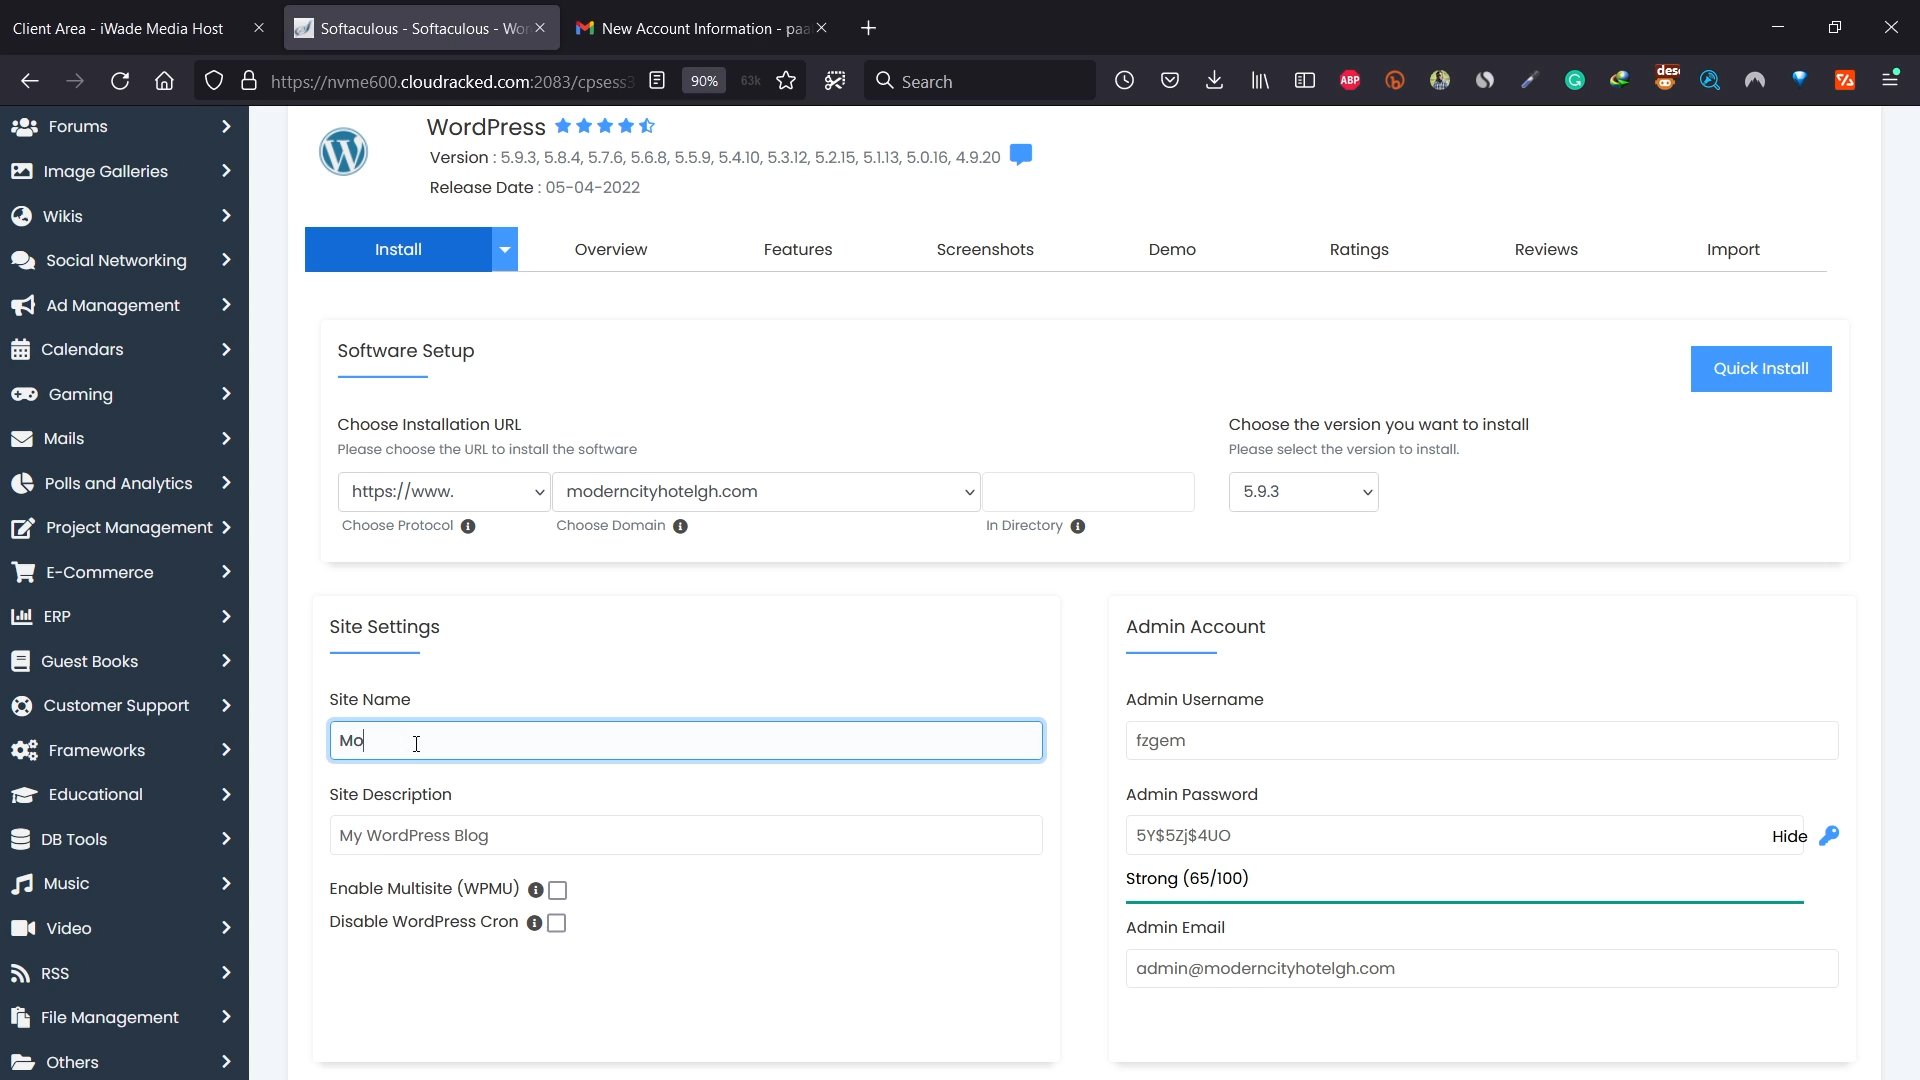 Client Area - iWade Media Host
Softaculous - Softaculous - Wor
New Account Information - paa
https://nvme600.cloudracked.com:2083/cpsess3
90%
63k
Search
ABP
Forums
Image Galleries
Wikis
Social Networking
Ad Management
Calendars
Gaming
Mails
Polls and Analytics
Project Management
E-Commerce
ERP
Guest Books
Customer Support
Frameworks
Educational
DB Tools
Music
Video
RSS
File Management
Others
WordPress
Version : 5.9.3, 5.8.4, 5.7.6, 5.6.8, 5.5.9, 5.4.10, 5.3.12, 5.2.15, 5.1.13, 5.0.16, 4.9.20
Release Date : 05-04-2022
Install Overview Features Screenshots Demo Ratings Reviews Import
Software Setup
Quick Install
Choose Installation URL
Please choose the URL to install the software
https://www. moderncityhotelgh.com
Choose Protocol Choose Domain In Directory
Choose the version you want to install
Please select the version to install.
5.9.3
Site Settings
Site Name
Mo
Site Description
My WordPress Blog
Enable Multisite (WPMU)
Disable WordPress Cron
Admin Account
Admin Username
fzgem
Admin Password
5Y$5Zj$4UO Hide
Strong (65/100)
Admin Email
admin@moderncityhotelgh.com